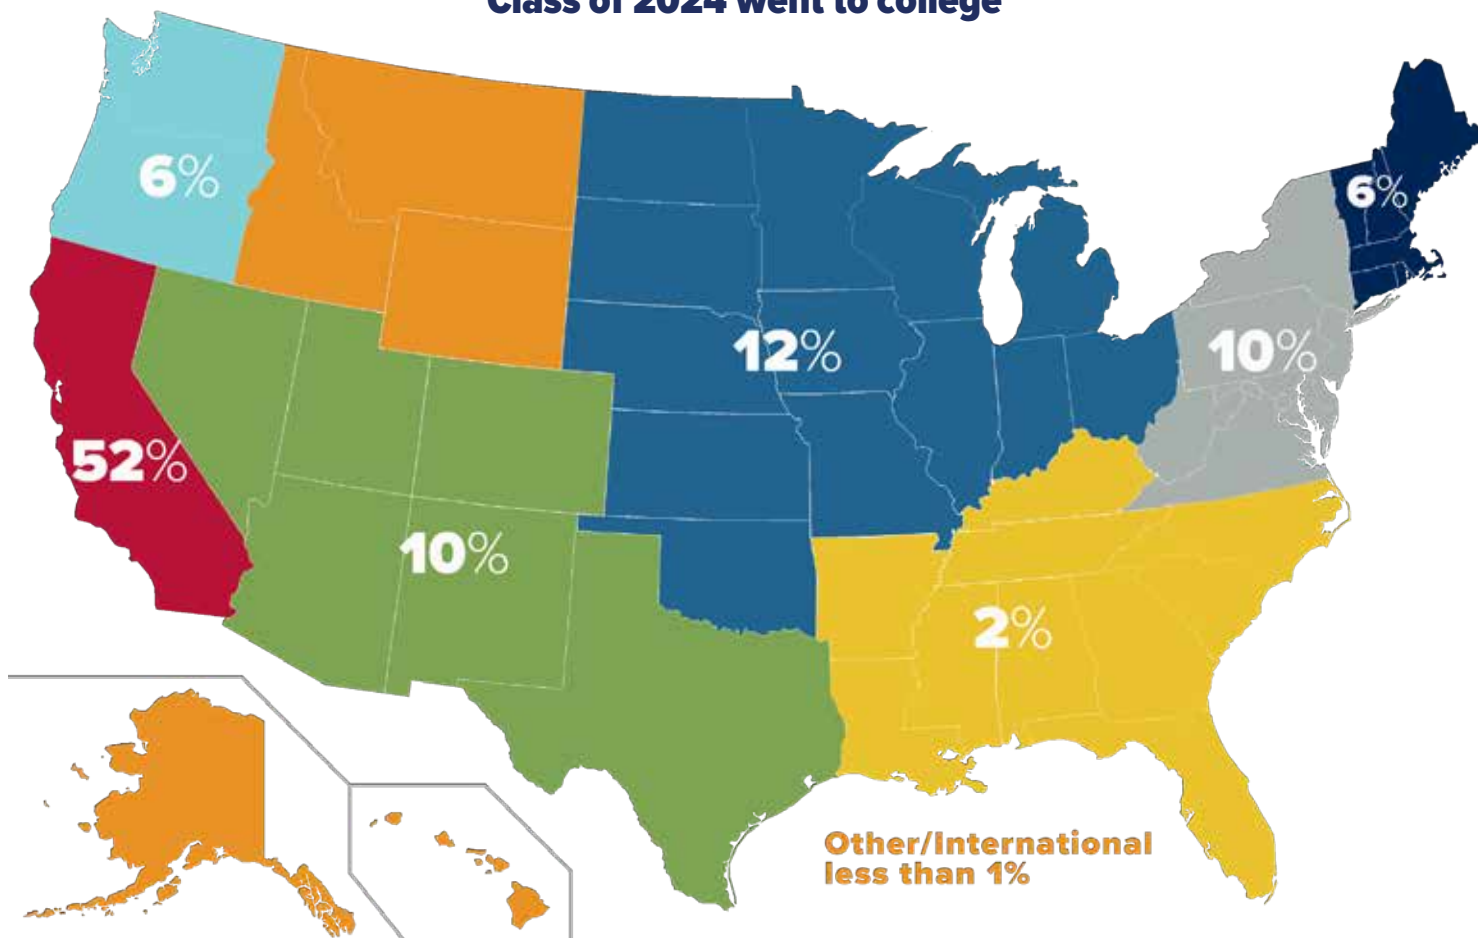 Class of 2024 went to college
6%
6%
12%
10%
52%
10%
2%
Other/International
less than 1%